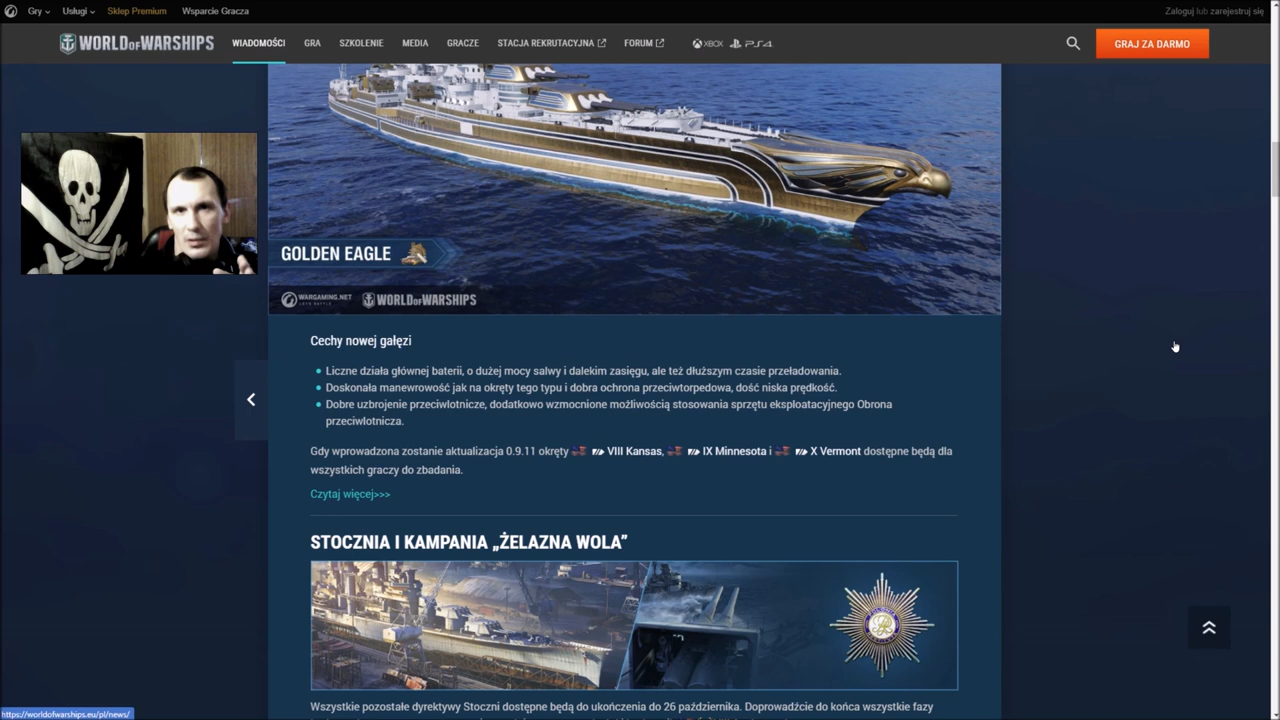 Gry Usługi Sklep Premium Wsparcie Gracza Zaloguj lub zarejestruj się
WORLD OF WARSHIPS WIADOMOŚCI GRA SZKOLENIE MEDIA GRACZE STACJA REKRUTACYJNA FORUM XBOX PS4 GRAJ ZA DARMO
GOLDEN EAGLE
WARGAMING.NET LET'S BATTLE WORLD OF WARSHIPS
Cechy nowej gałęzi
Liczne działa głównej baterii, o dużej mocy salwy i dalekim zasięgu, ale też dłuższym czasie przeładowania.
Doskonała manewrowość jak na okręty tego typu i dobra ochrona przeciwtorpedowa, dość niska prędkość.
Dobre uzbrojenie przeciwlotnicze, dodatkowo wzmocnione możliwością stosowania sprzętu eksploatacyjnego Obrona
przeciwlotnicza.
Gdy wprowadzona zostanie aktualizacja 0.9.11 okręty VIII Kansas, IX Minnesota i X Vermont dostępne będą dla
wszystkich graczy do zbadania.
Czytaj więcej>>>
STOCZNIA I KAMPANIA „ŻELAZNA WOLA”
Wszystkie pozostałe dyrektywy Stoczni dostępne będą do ukończenia do 26 października. Doprowadźcie do końca wszystkie fazy
https://worldofwarships.eu/pl/news/